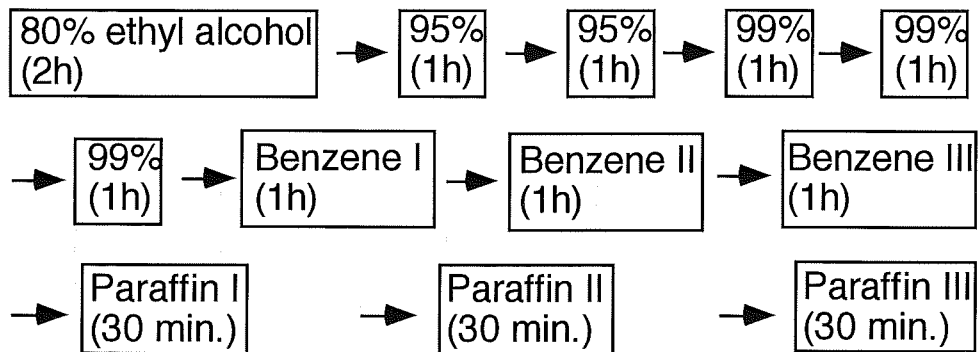 80% ethyl alcohol 95% 95% 99% 99%
(2h) (1h) (1h) (1h) (1h)
99% Benzene I Benzene II Benzene III
(1h) (1h) (1h) (1h)
Paraffin I Paraffin II Paraffin III
(30 min.) (30 min.) (30 min.)